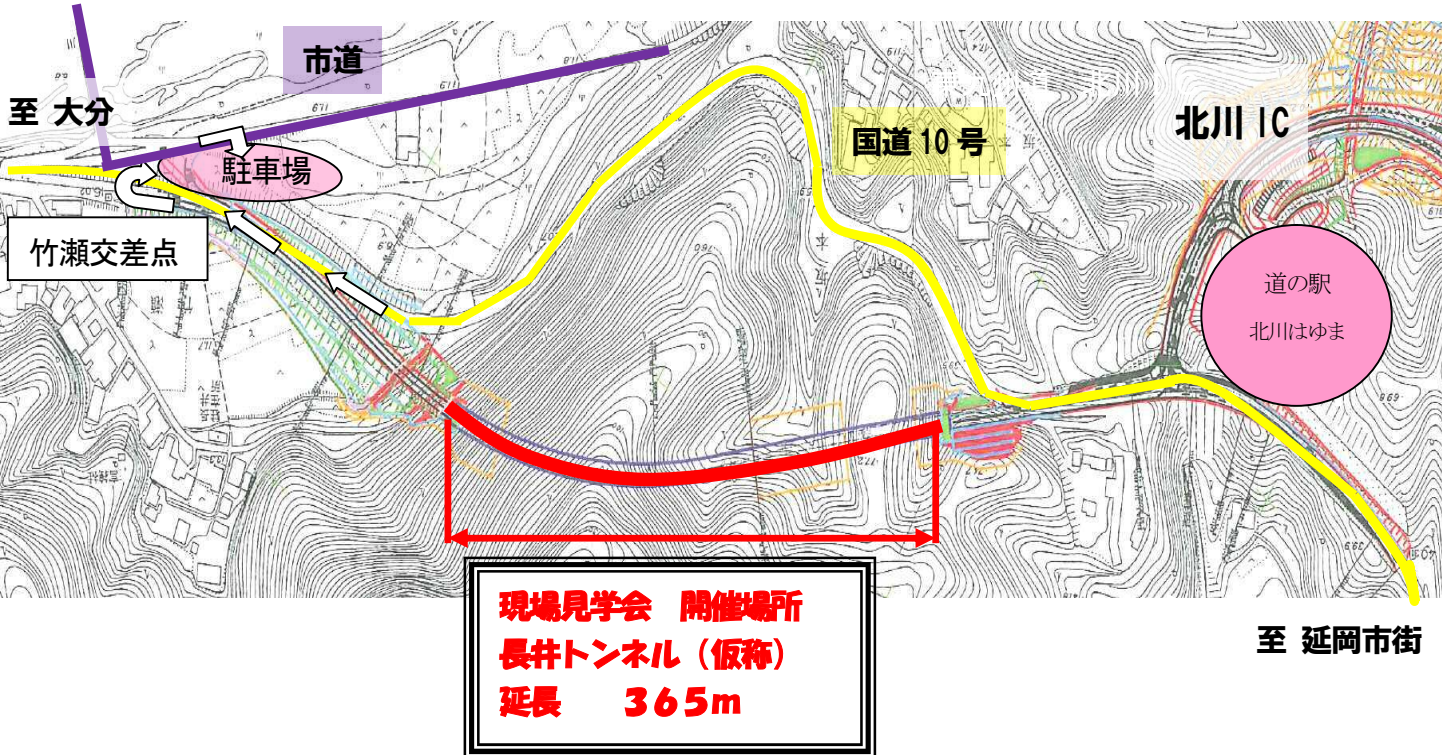 市道
至 大分
国道10号
北川IC
駐車場
竹瀬交差点
道の駅
北川はゆま
現場見学会 開催場所
長井トンネル（仮称）
延長 365m
至 延岡市街